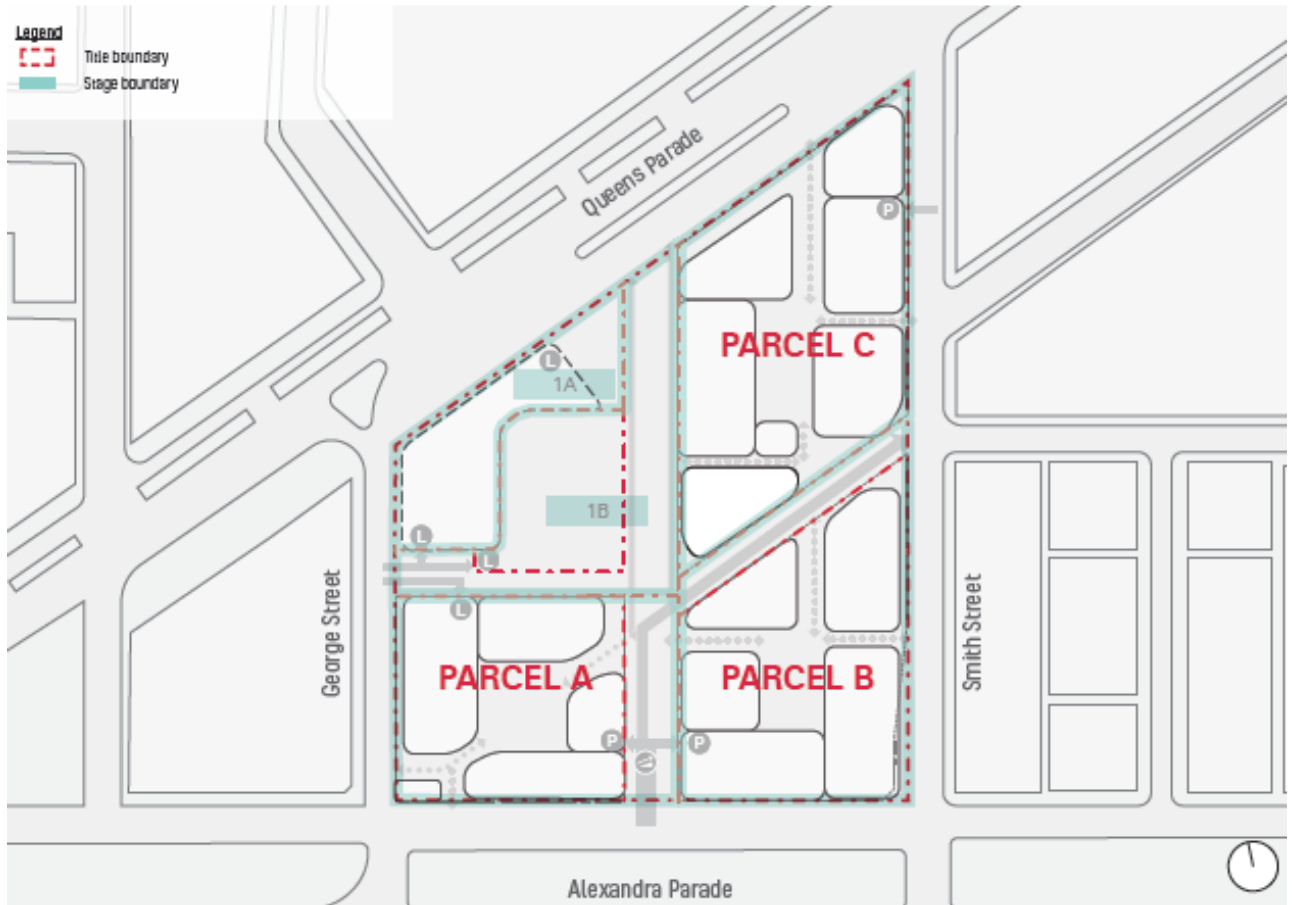 Legend
Title boundary
Stage boundary
Queens Parade
P
PARCEL C
L
1A
1B
L
L
George Street
L
Smith Street
PARCEL A
PARCEL B
P
P
Alexandra Parade